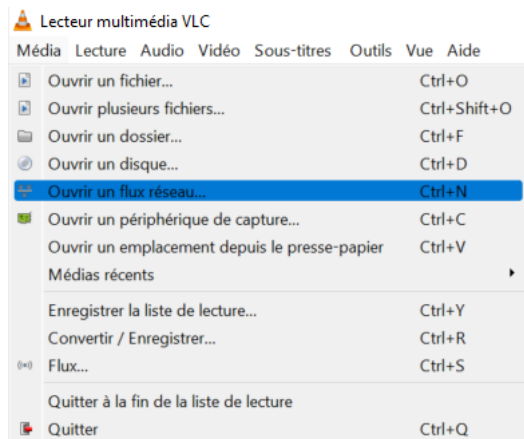 Lecteur multimédia VLC
Média Lecture Audio Vidéo Sous-titres Outils Vue Aide
Ouvrir un fichier... Ctrl+O
Ouvrir plusieurs fichiers... Ctrl+Shift+O
Ouvrir un dossier... Ctrl+F
Ouvrir un disque... Ctrl+D
Ouvrir un flux réseau... Ctrl+N
Ouvrir un périphérique de capture... Ctrl+C
Ouvrir un emplacement depuis le presse-papier Ctrl+V
Médias récents
Enregistrer la liste de lecture... Ctrl+Y
Convertir / Enregistrer... Ctrl+R
Flux... Ctrl+S
Quitter à la fin de la liste de lecture
Quitter Ctrl+Q